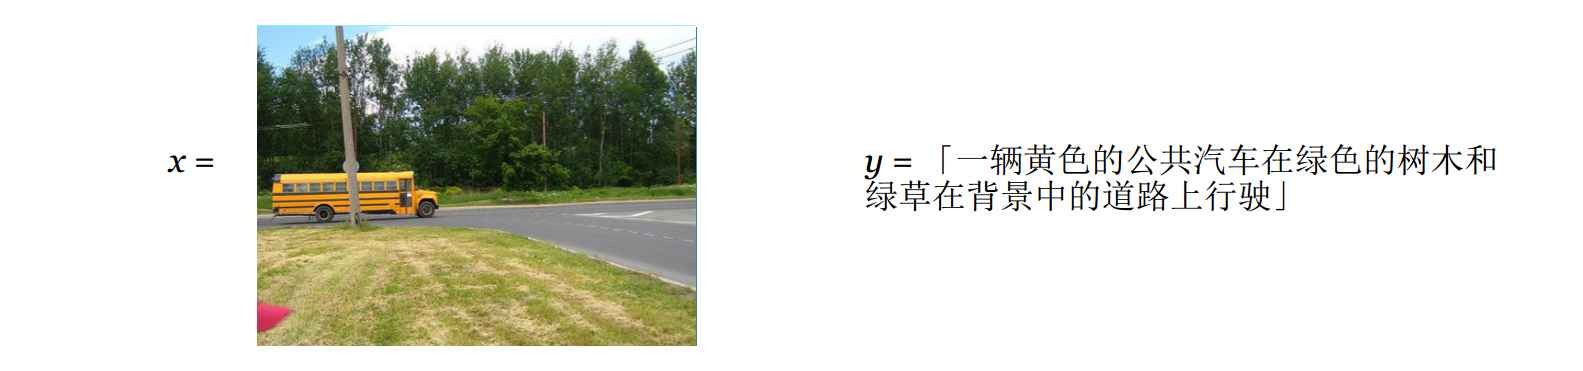 x =
y = 「一辆黄色的公共汽车在绿色的树木和
绿草在背景中的道路上行驶」